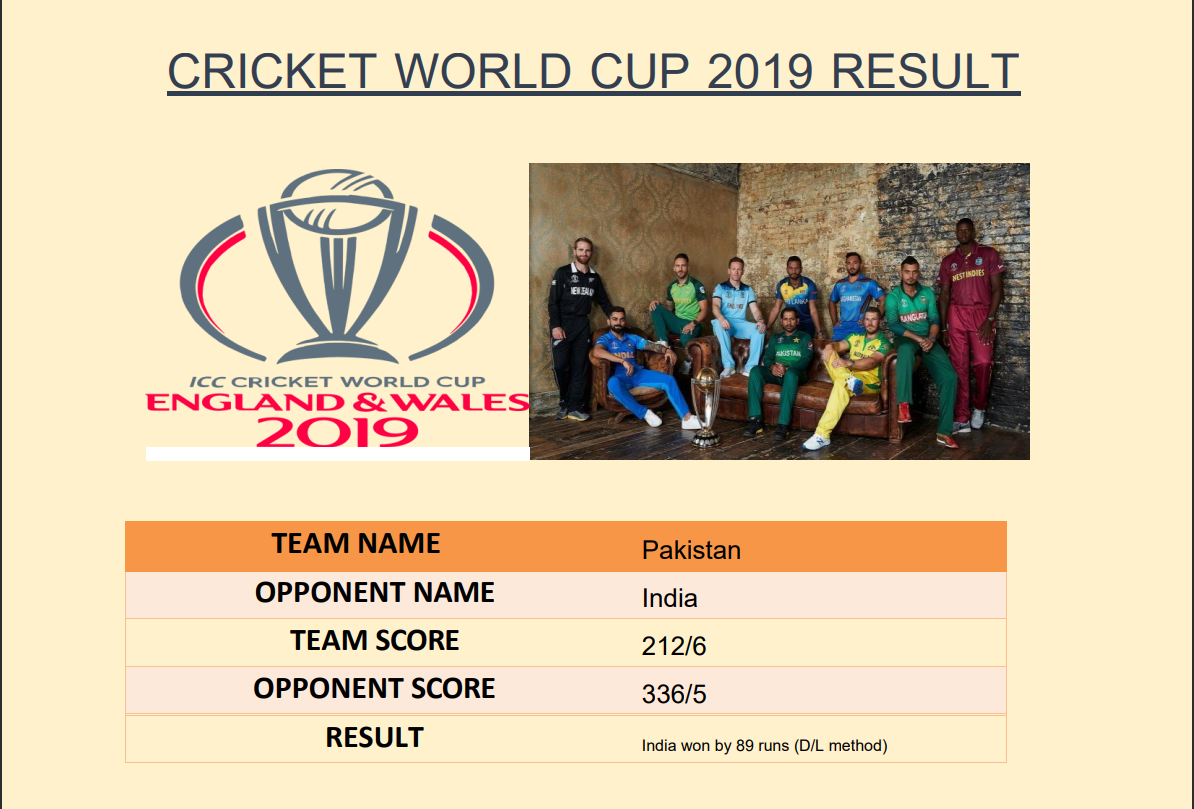 CRICKET WORLD CUP 2019 RESULT
ICC CRICKET WORLD CUP
ENGLAND & WALES
2019
NEW ZEALAND
INDIA
ENGLAND
SRI LANKA
AFGHANISTAN
PAKISTAN
BANGLADESH
WEST INDIES
TEAM NAME Pakistan
OPPONENT NAME India
TEAM SCORE 212/6
OPPONENT SCORE 336/5
RESULT India won by 89 runs (D/L method)